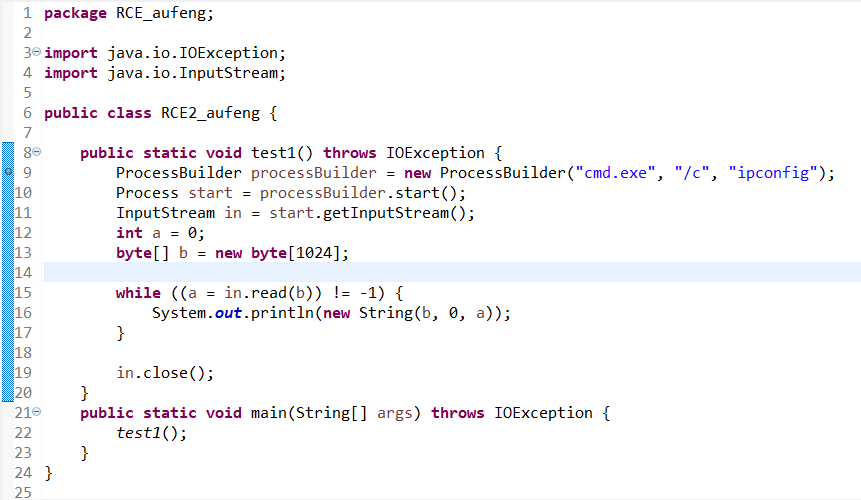 1 package RCE_aufeng;
2
3 import java.io.IOException;
4 import java.io.InputStream;
5
6 public class RCE2_aufeng {
7
8     public static void test1() throws IOException {
9         ProcessBuilder processBuilder = new ProcessBuilder("cmd.exe", "/c", "ipconfig");
10         Process start = processBuilder.start();
11         InputStream in = start.getInputStream();
12         int a = 0;
13         byte[] b = new byte[1024];
14
15         while ((a = in.read(b)) != -1) {
16             System.out.println(new String(b, 0, a));
17         }
18
19         in.close();
20     }
21     public static void main(String[] args) throws IOException {
22         test1();
23     }
24 }
25